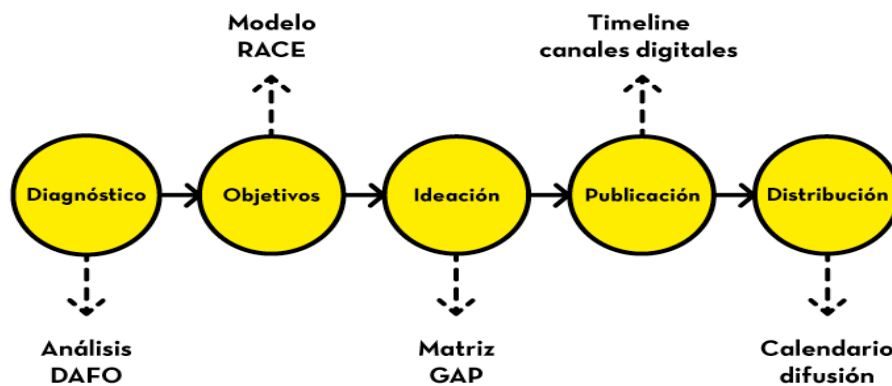 Modelo
RACE
Timeline
canales digitales
Diagnóstico
Objetivos
Ideación
Publicación
Distribución
Análisis
DAFO
Matriz
GAP
Calendario
difusión